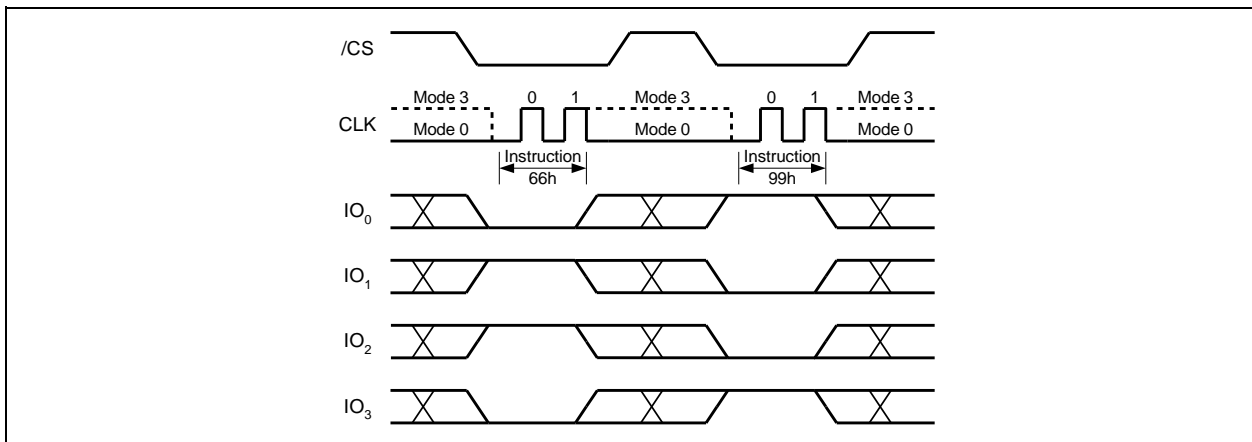 /CS
Mode 3 0 1 Mode 3 0 1 Mode 3
CLK Mode 0 Mode 0 Mode 0
Instruction Instruction
66h 99h
IO0
IO1
IO2
IO3